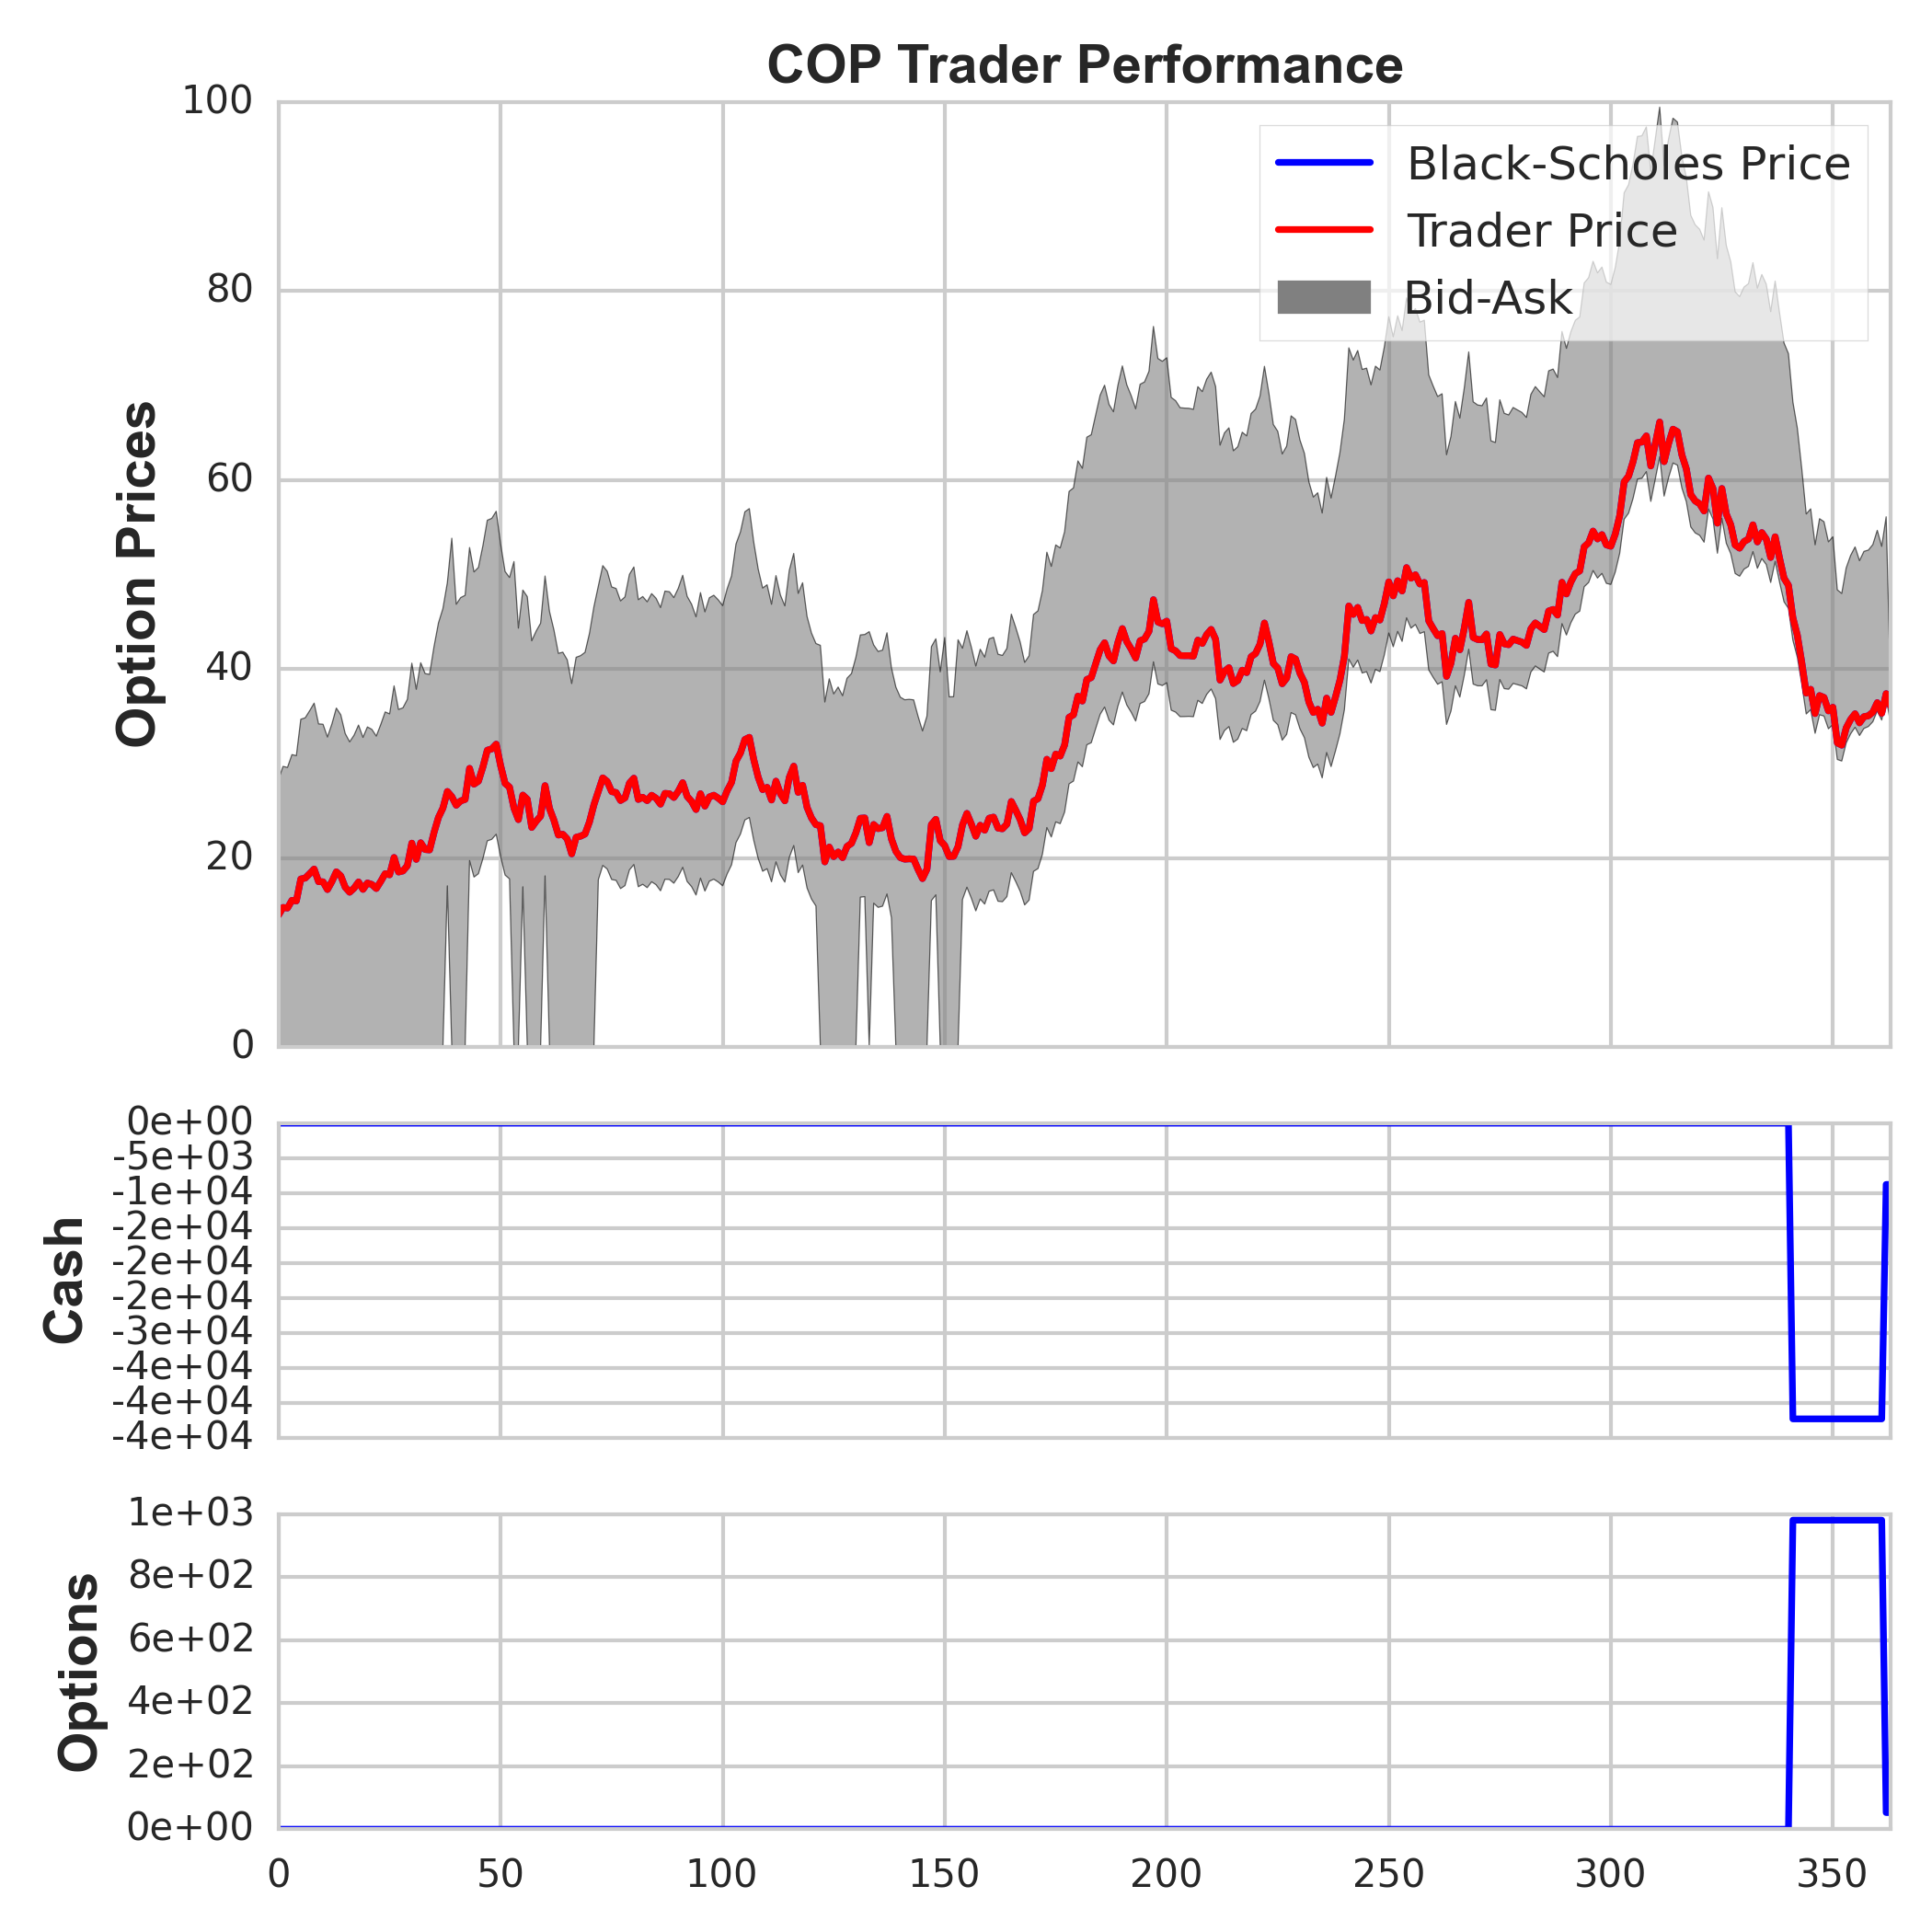 COP Trader Performance
100
80
60
40
20
0
Option Prices
Black-Scholes Price
Trader Price
Bid-Ask
0e+00
-5e+03
-1e+04
-2e+04
-2e+04
-2e+04
-3e+04
-4e+04
-4e+04
-4e+04
Cash
1e+03
8e+02
6e+02
4e+02
2e+02
0e+00
Options
0 50 100 150 200 250 300 350